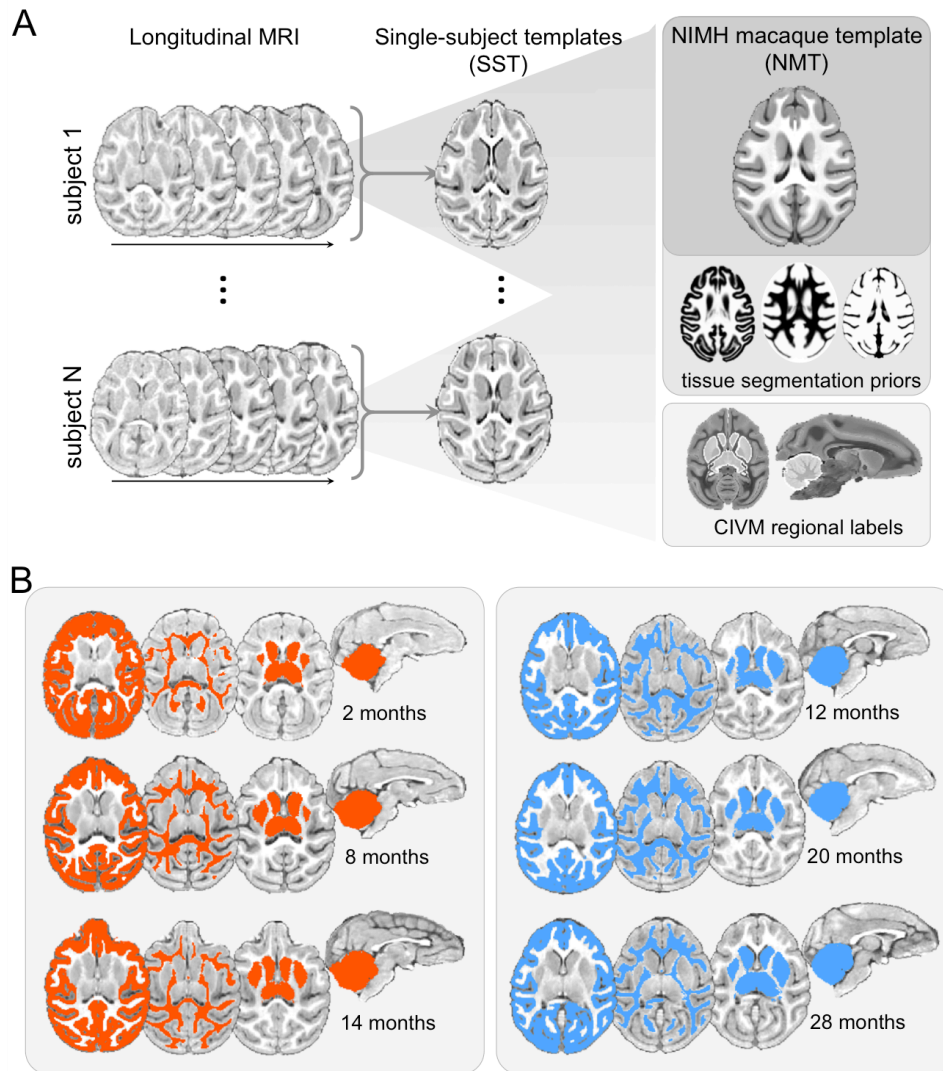 A
Longitudinal MRI
Single-subject templates
(SST)
NIMH macaque template
(NMT)
subject 1
subject N
tissue segmentation priors
CIVM regional labels
B
2 months
8 months
14 months
12 months
20 months
28 months